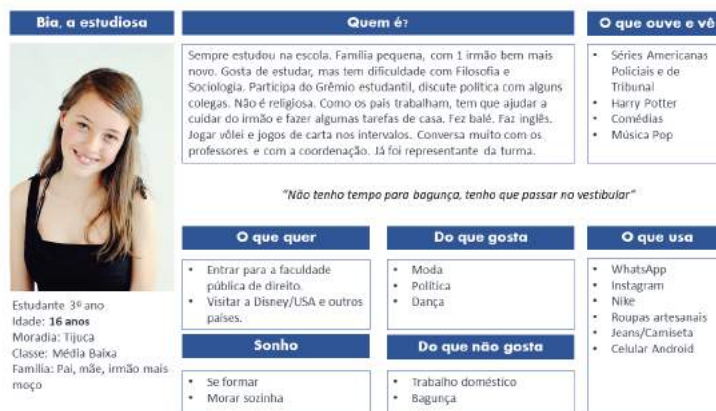 Bia, a estudiosa
Estudante 3º ano
Idade: 16 anos
Moradia: Tijuca
Classe: Média Baixa
Família: Pai, mãe, irmão mais
moço
Quem é?
Sempre estudou na escola. Família pequena, com 1 irmão bem mais
novo. Gosta de estudar, mas tem dificuldade com Filosofia e
Sociologia. Participa do Grêmio estudantil, discute política com alguns
colegas. Não é religiosa. Como os pais trabalham, tem que ajudar a
cuidar do irmão e fazer algumas tarefas de casa. Fez balé. Faz inglês.
Jogar vôlei e jogos de carta nos intervalos. Conversa muito com os
professores e com a coordenação. Já foi representante da turma.
O que ouve e vê
• Séries Americanas
Policiais e de
Tribunal
• Harry Potter
• Comédias
• Música Pop
"Não tenho tempo para bagunça, tenho que passar no vestibular"
O que quer
• Entrar para a faculdade
pública de direito.
• Visitar a Disney/USA e outros
países.
Do que gosta
• Moda
• Política
• Dança
O que usa
• WhatsApp
• Instagram
• Nike
• Roupas artesanais
• Jeans/Camiseta
• Celular Android
Sonho
• Se formar
• Morar sozinha
Do que não gosta
• Trabalho doméstico
• Bagunça